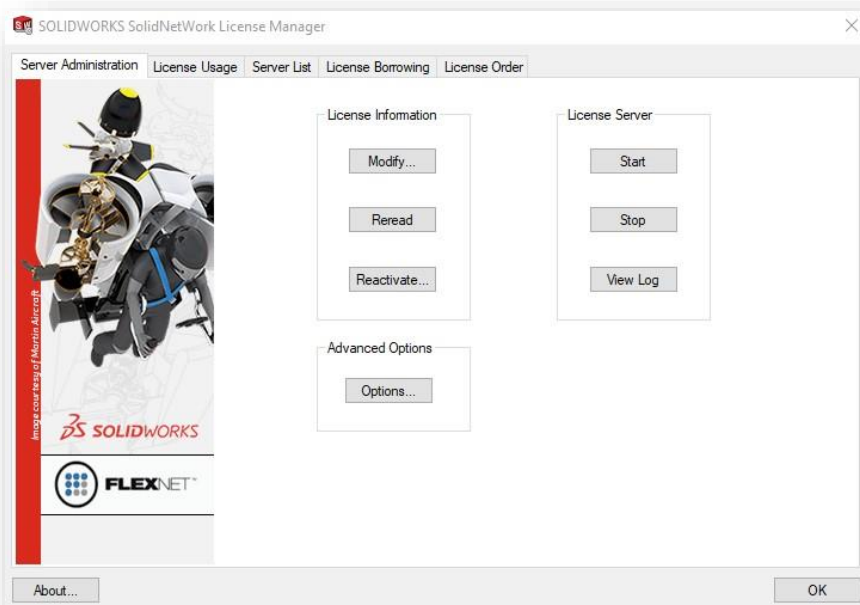 SOLIDWORKS SolidNetWork License Manager
Server Administration License Usage Server List License Borrowing License Order
License Information
Modify...
Reread
Reactivate...
License Server
Start
Stop
View Log
Advanced Options
Options...
Image courtesy of Martin Aircraft
SOLIDWORKS
FLEXNET
About...
OK